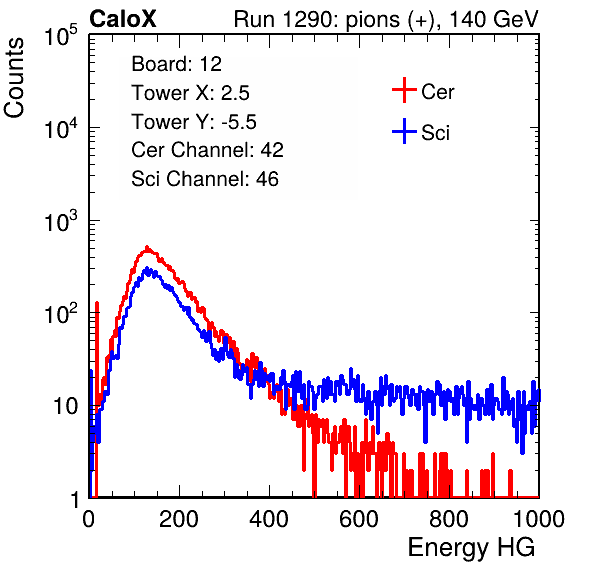 CaloX Run 1290: pions (+), 140 GeV
Counts
Board: 12
Tower X: 2.5
Tower Y: -5.5
Cer Channel: 42
Sci Channel: 46
Cer
Sci
10^5
10^4
10^3
10^2
10
1
0 200 400 600 800 1000
Energy HG